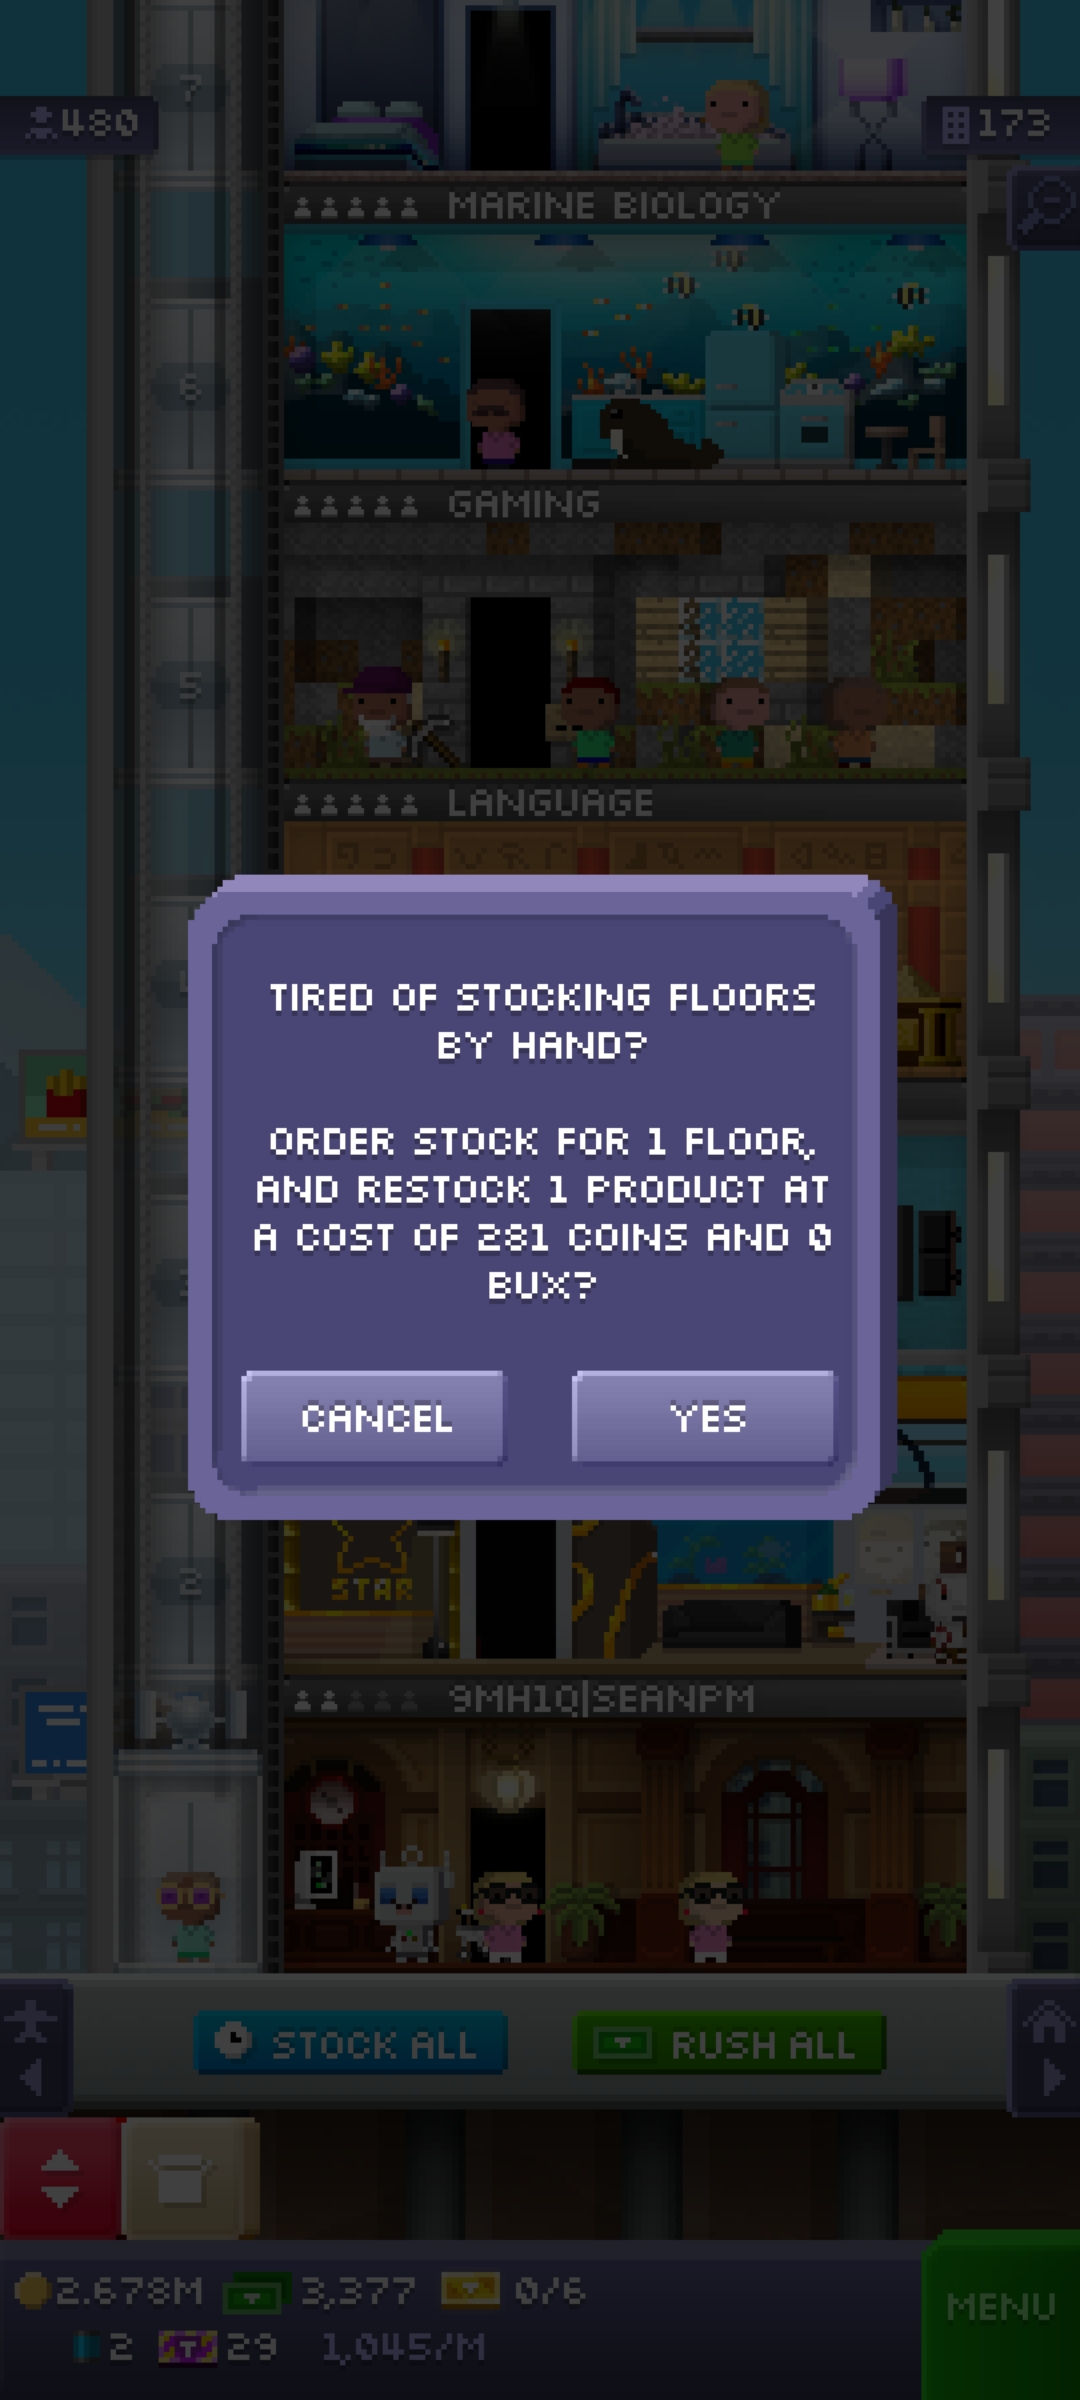 7
480
173
MARINE BIOLOGY
6
GAMING
5
LANGUAGE
TIRED OF STOCKING FLOORS
BY HAND?
ORDER STOCK FOR 1 FLOOR,
AND RESTOCK 1 PRODUCT AT
A COST OF 281 COINS AND 0
BUX?
CANCEL
YES
2
STAR
9MH1Q|SEANPM
STOCK ALL
RUSH ALL
2.678M
3,377
0/6
MENU
2
29
1,045/M